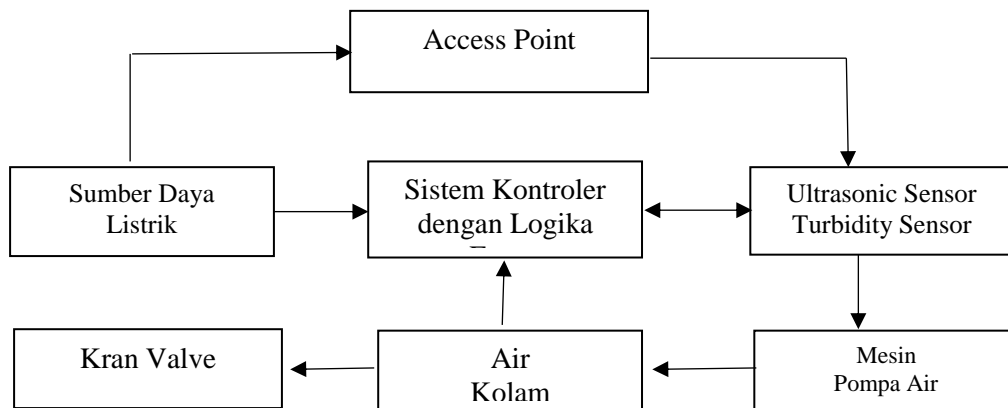 Access Point
Sumber Daya
Listrik
Sistem Kontroler
dengan Logika
Ultrasonic Sensor
Turbidity Sensor
Kran Valve
Air
Kolam
Mesin
Pompa Air